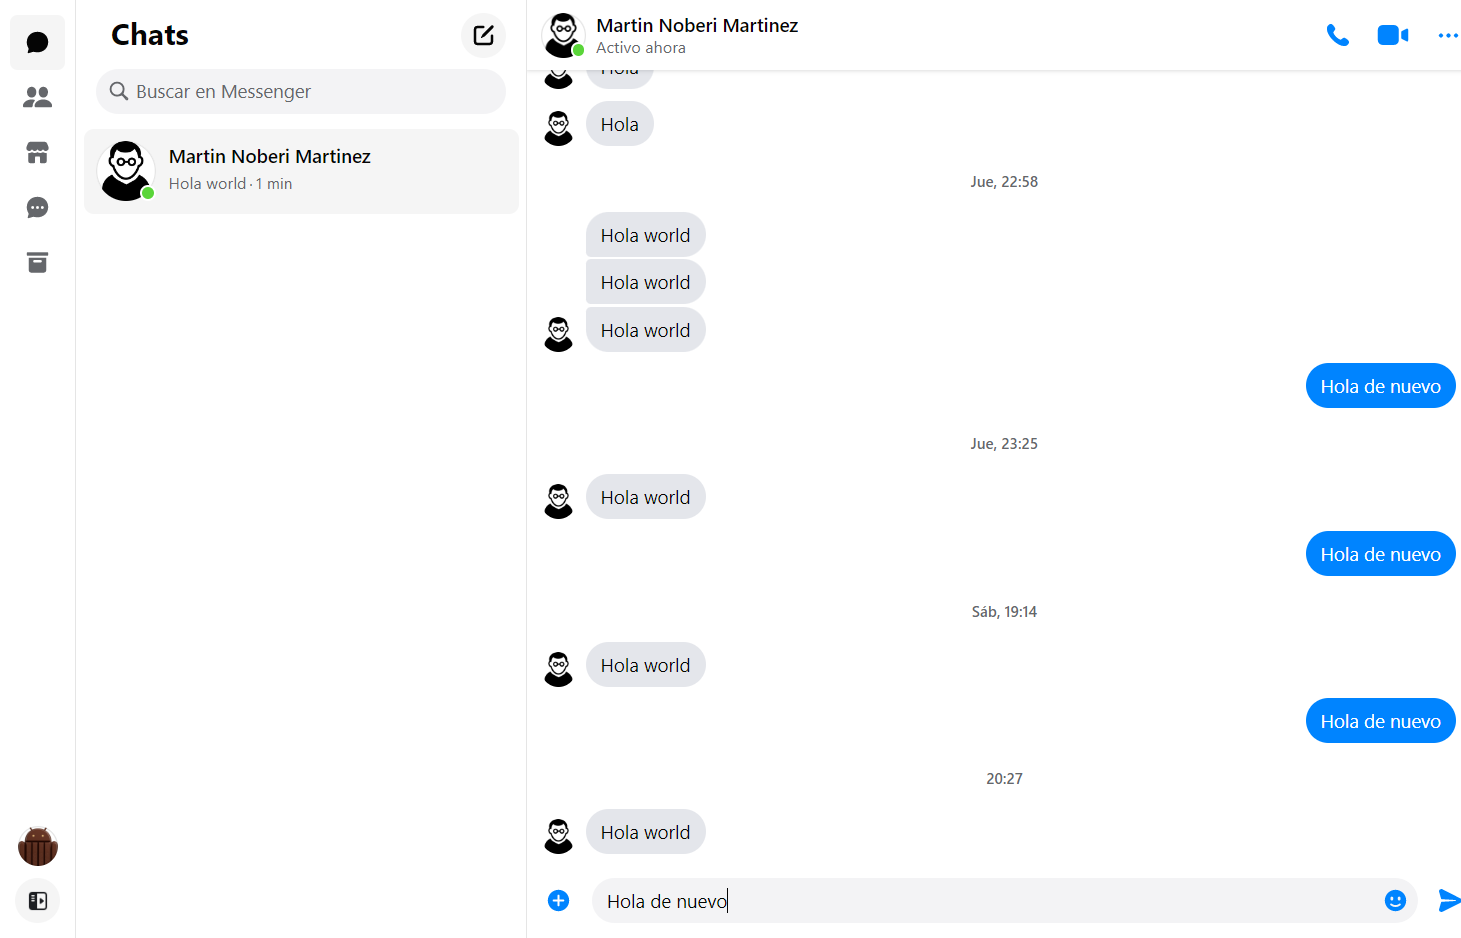 Chats
Buscar en Messenger
Martin Noberi Martinez
Hola world · 1 min
Martin Noberi Martinez
Activo ahora
Hola
Hola
Jue, 22:58
Hola world
Hola world
Hola world
Hola de nuevo
Jue, 23:25
Hola world
Hola de nuevo
Sáb, 19:14
Hola world
Hola de nuevo
20:27
Hola world
Hola de nuevo